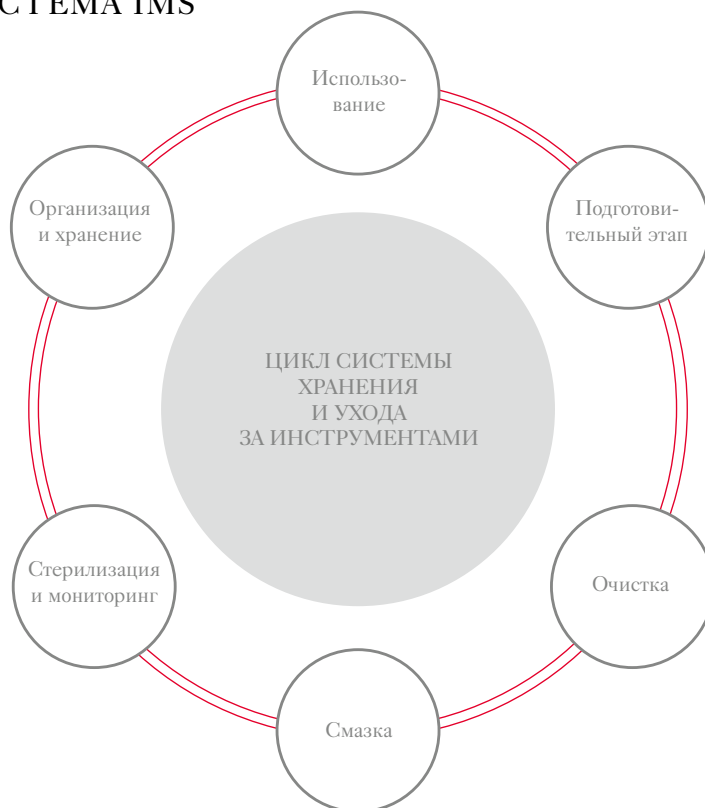 СТЕМА IMS
Использо-
вание
Подготови-
тельный этап
Очистка
Смазка
Стерилизация
и мониторинг
Организация
и хранение
ЦИКЛ СИСТЕМЫ
ХРАНЕНИЯ
И УХОДА
ЗА ИНСТРУМЕНТАМИ